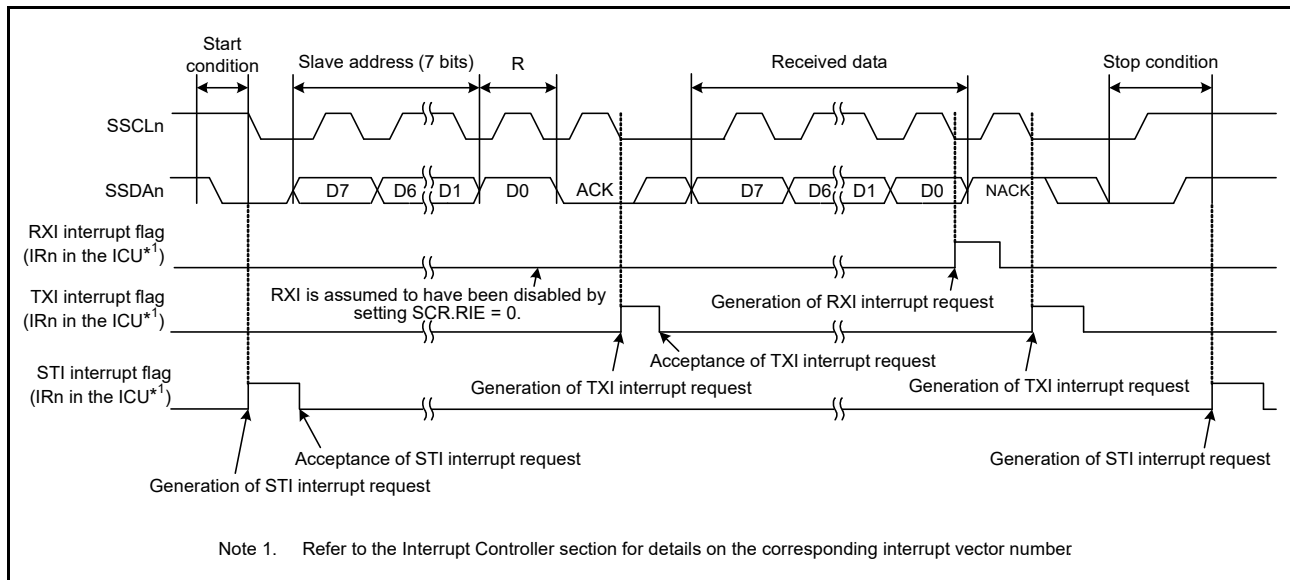 Start
condition
Slave address (7 bits)
R
Received data
Stop condition
SSCLn
SSDAn
D7
D6
D1
D0
ACK
D7
D6
D1
D0
NACK
RXI interrupt flag
(IRn in the ICU*1)
RXI is assumed to have been disabled by
setting SCR.RIE = 0.
Generation of RXI interrupt request
TXI interrupt flag
(IRn in the ICU*1)
Acceptance of TXI interrupt request
Generation of TXI interrupt request
Generation of TXI interrupt request
STI interrupt flag
(IRn in the ICU*1)
Acceptance of STI interrupt request
Generation of STI interrupt request
Generation of STI interrupt request
Note 1. Refer to the Interrupt Controller section for details on the corresponding interrupt vector number